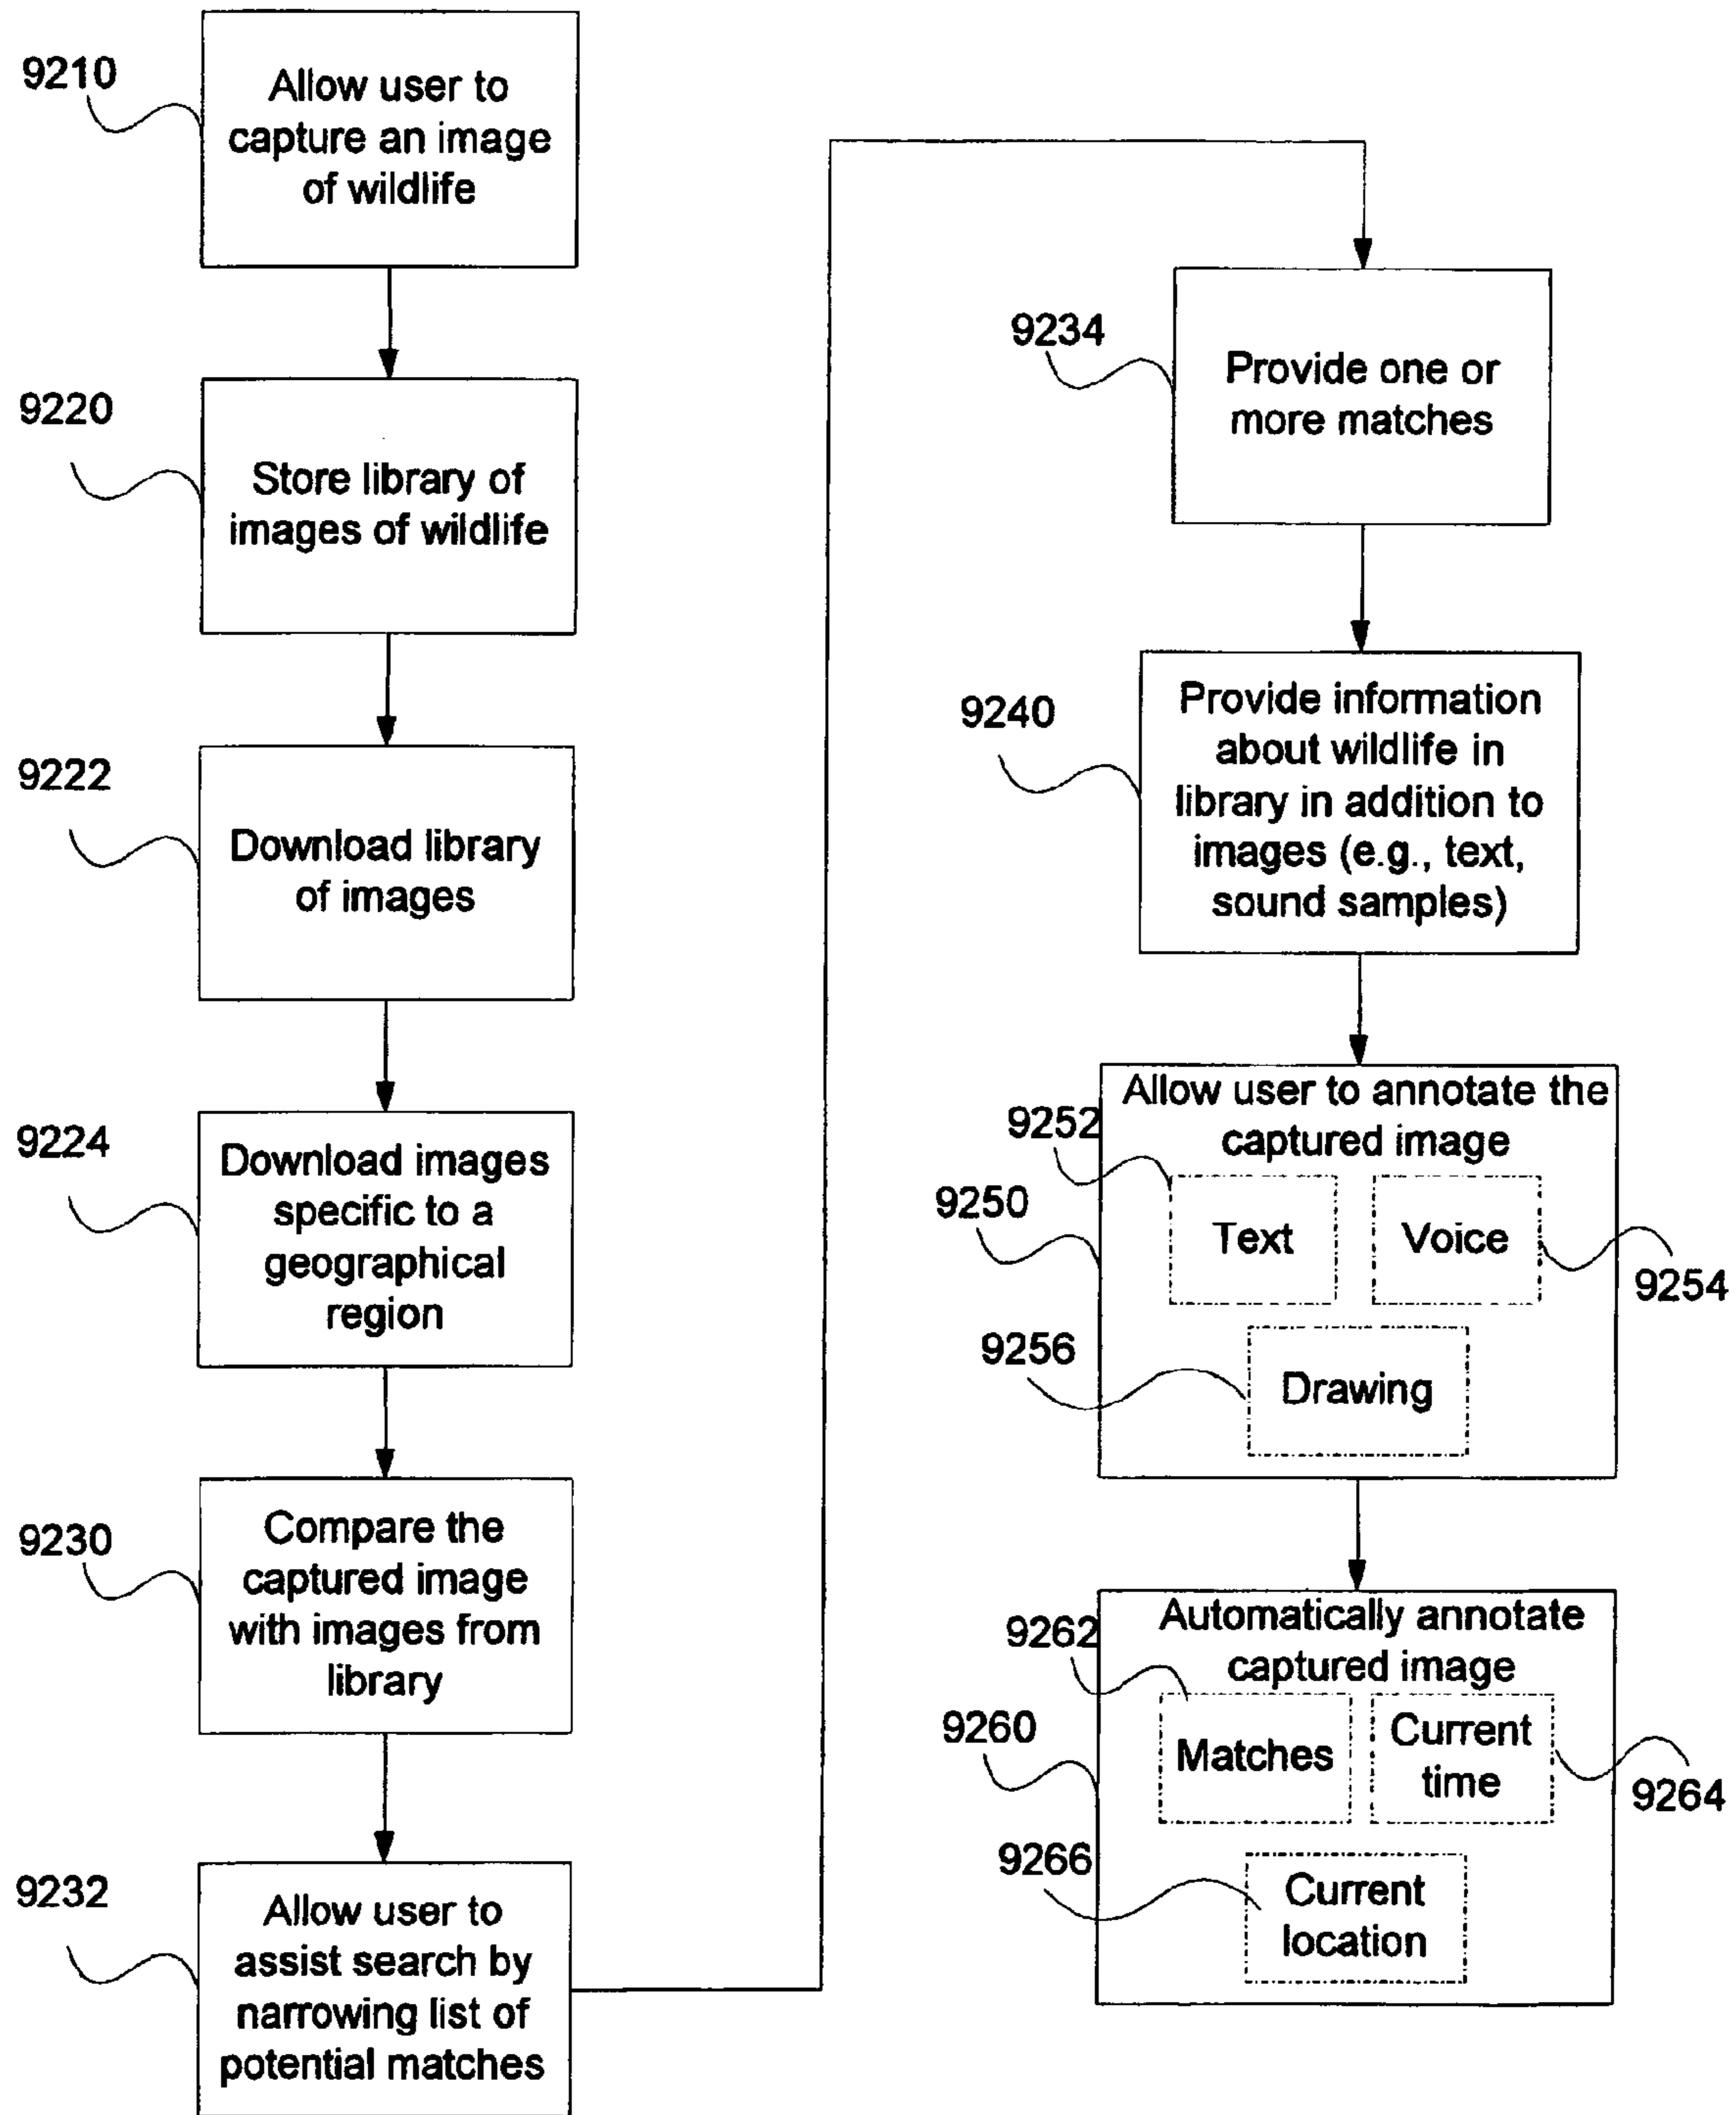 9210
Allow user to
capture an image
of wildlife
9220
Store library of
images of wildlife
9222
Download library
of images
9224
Download images
specific to a
geographical
region
9230
Compare the
captured image
with images from
library
9232
Allow user to
assist search by
narrowing list of
potential matches
9234
Provide one or
more matches
9240
Provide information
about wildlife in
library in addition to
images (e.g., text,
sound samples)
9250
Allow user to annotate the
captured image
9252
Text
Voice
9254
9256
Drawing
9260
Automatically annotate
captured image
9262
Matches
Current
time
9264
9266
Current
location